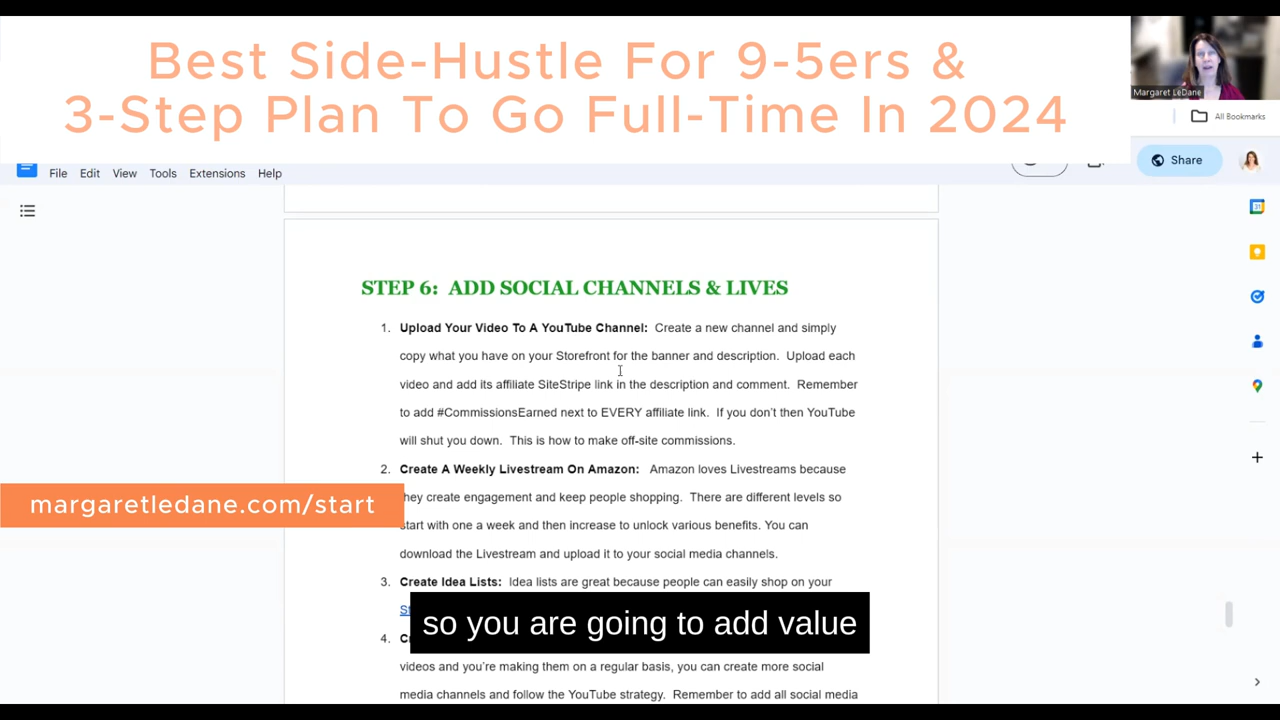 Best Side-Hustle For 9-5ers &
3-Step Plan To Go Full-Time In 2024
Margaret LeDane
All Bookmarks
File Edit View Tools Extensions Help
Share
31
STEP 6: ADD SOCIAL CHANNELS & LIVES
1. Upload Your Video To A YouTube Channel: Create a new channel and simply
copy what you have on your Storefront for the banner and description. Upload each
video and add its affiliate SiteStripe link in the description and comment. Remember
to add #CommissionsEarned next to EVERY affiliate link. If you don't then YouTube
will shut you down. This is how to make off-site commissions.
2. Create A Weekly Livestream On Amazon: Amazon loves Livestreams because
they create engagement and keep people shopping. There are different levels so
margaretledane.com/start
start with one a week and then increase to unlock various benefits. You can
download the Livestream and upload it to your social media channels.
3. Create Idea Lists: Idea lists are great because people can easily shop on your
so you are going to add value
4.
videos and you're making them on a regular basis, you can create more social
media channels and follow the YouTube strategy. Remember to add all social media